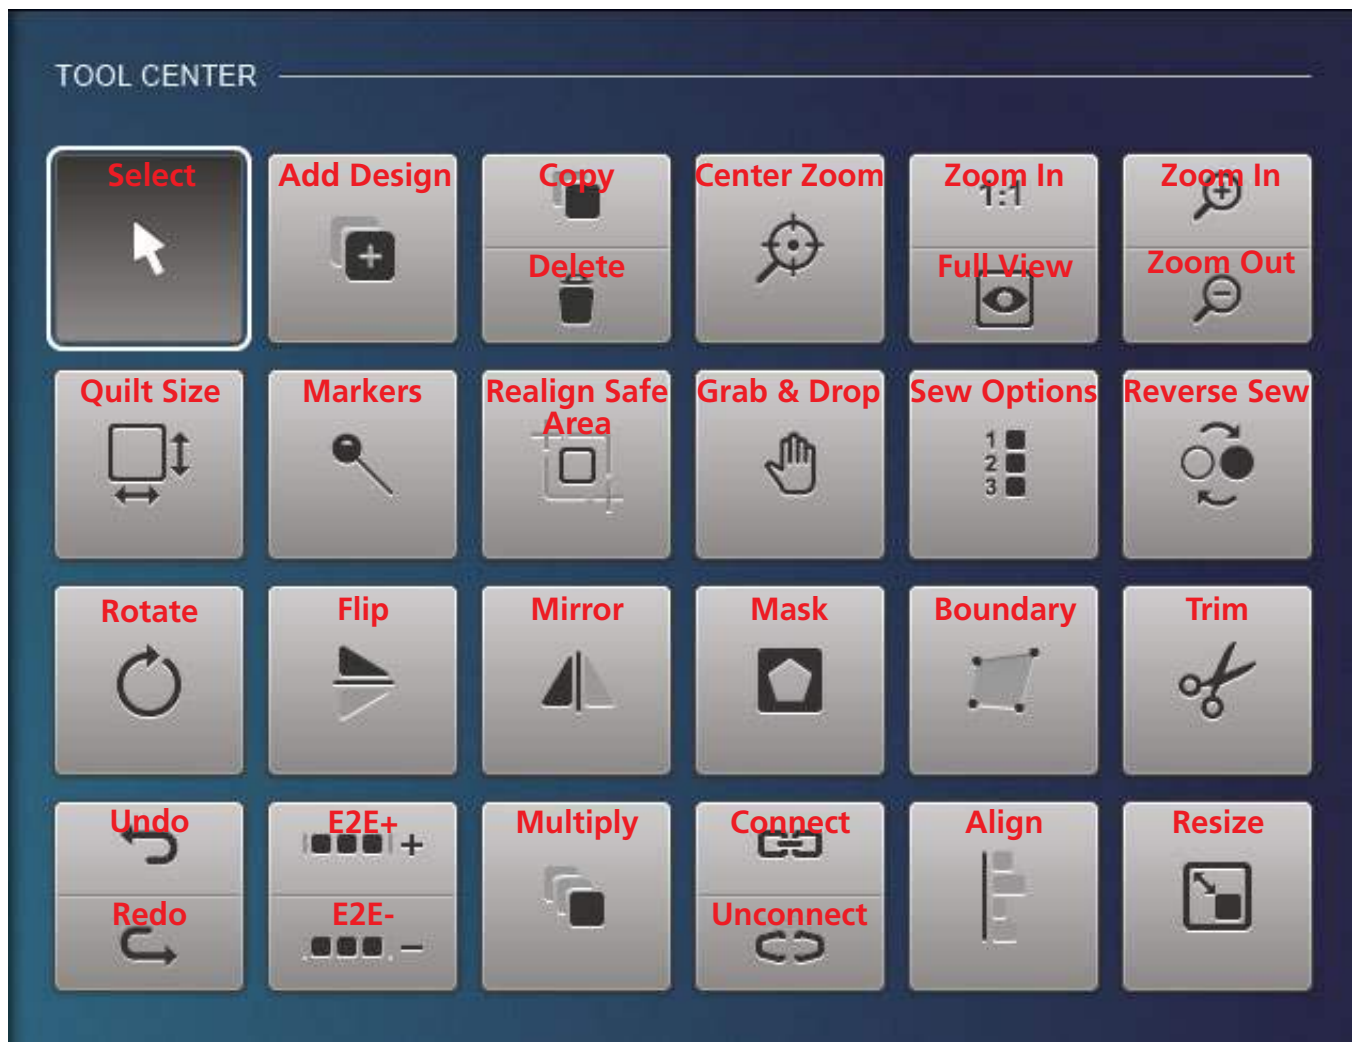 TOOL CENTER
Select
Add Design
Copy
Center Zoom
Zoom In
1:1
Zoom In
Delete
Full View
Zoom Out
Quilt Size
Markers
Realign Safe
Area
Grab & Drop
Sew Options
1
2
3
Reverse Sew
Rotate
Flip
Mirror
Mask
Boundary
Trim
Undo
E2E+
Multiply
Connect
Align
Resize
Redo
E2E-
Unconnect